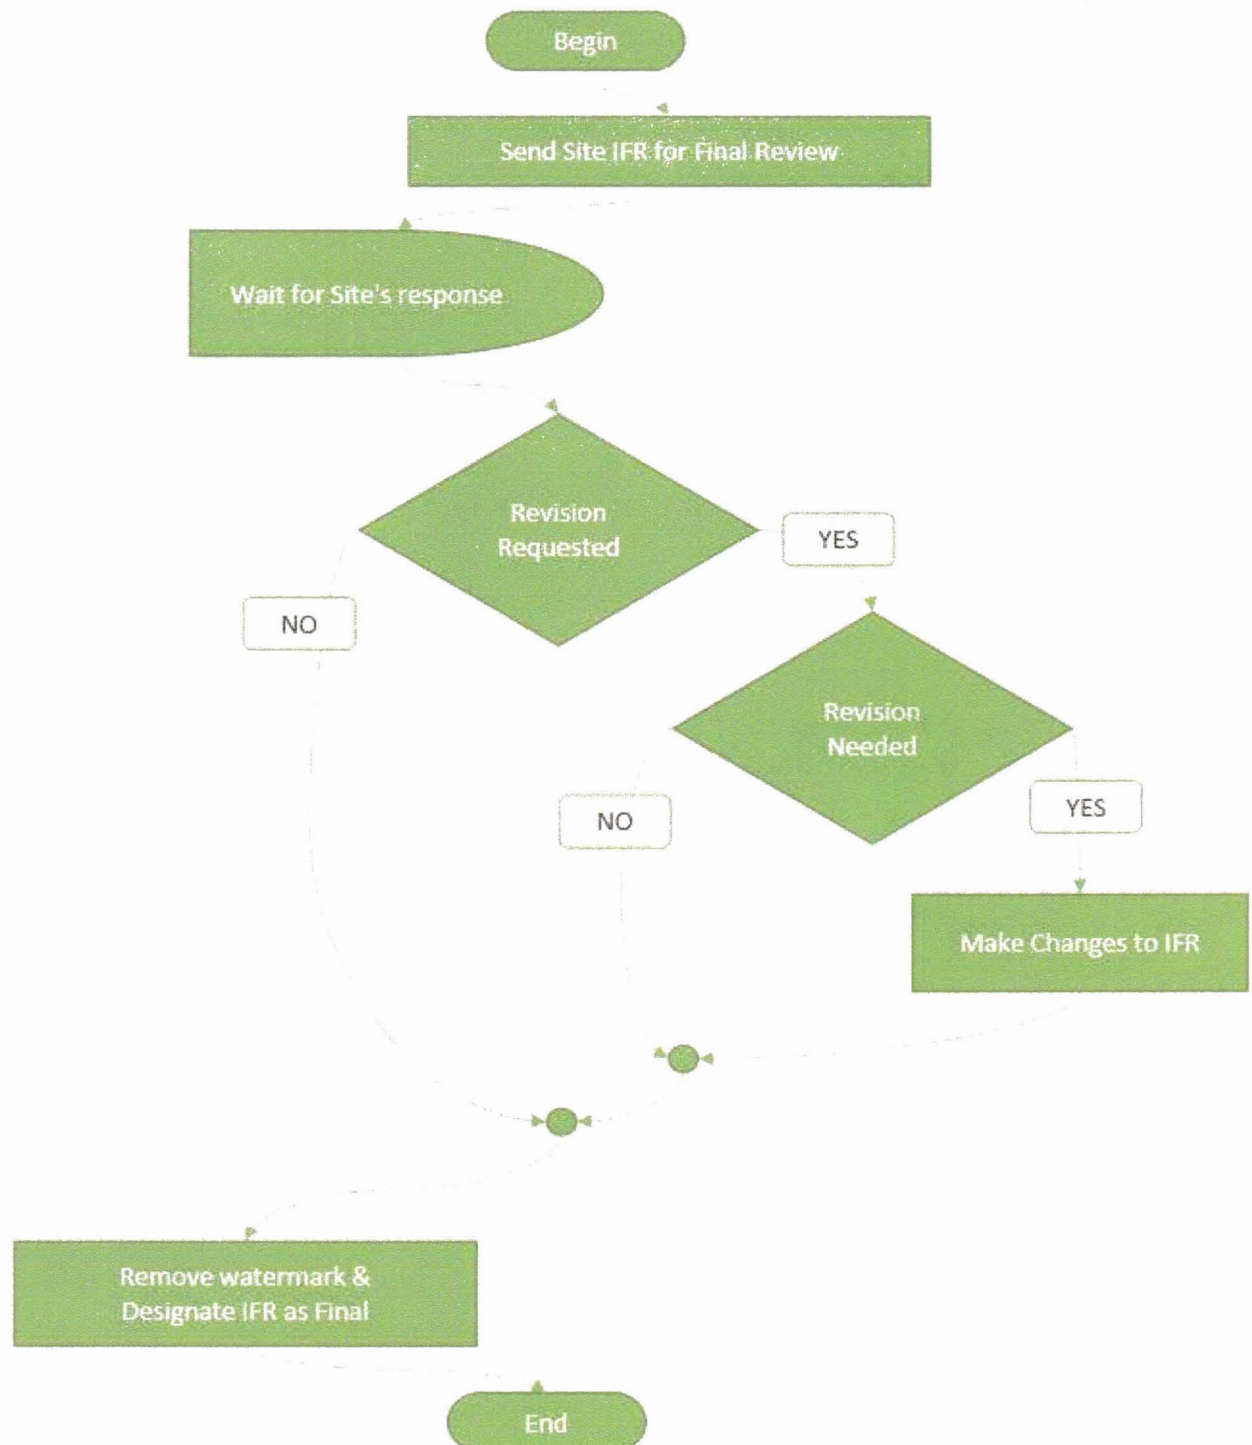 Begin
Send Site IFR for Final Review
Wait for Site's response
Revision
Requested
YES
NO
Revision
Needed
YES
NO
Make Changes to IFR
Remove watermark &
Designate IFR as Final
End